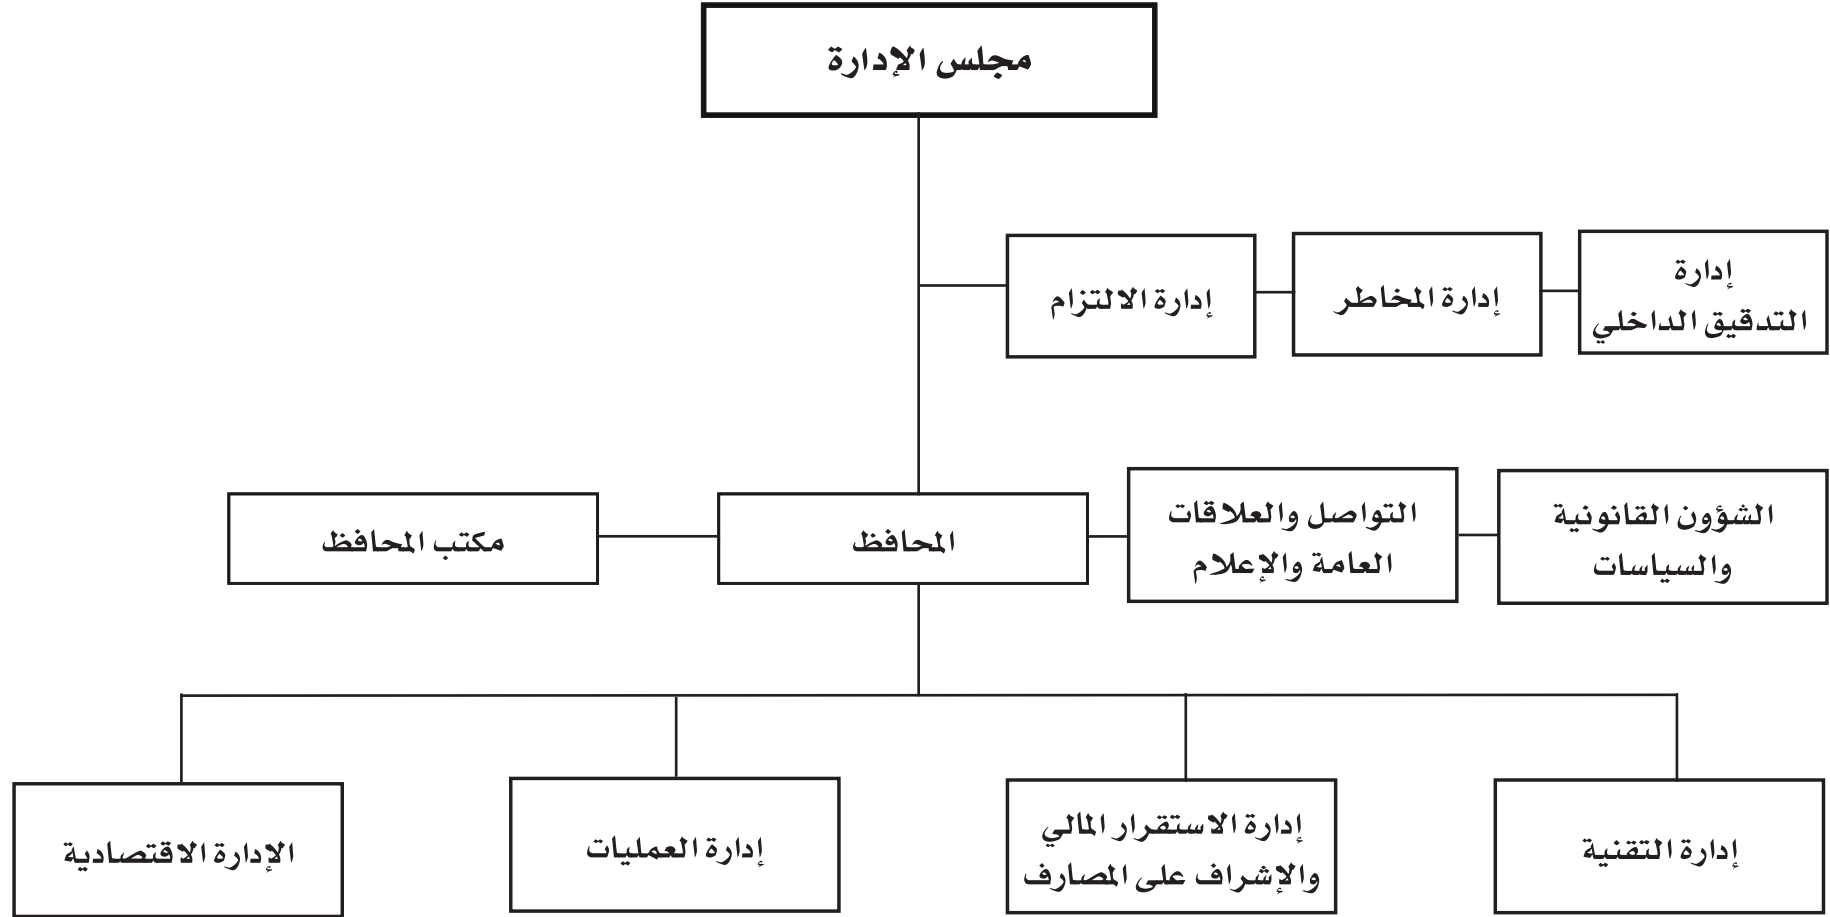 مجلس الإدارة
إدارة
التدقيق الداخلي
إدارة المخاطر
إدارة الالتزام
الشؤون القانونية
والسياسات
التواصل والعلاقات
العامة والإعلام
المحافظ
مكتب المحافظ
إدارة التقنية
إدارة الاستقرار المالي
والإشراف على المصارف
إدارة العمليات
الإدارة الاقتصادية